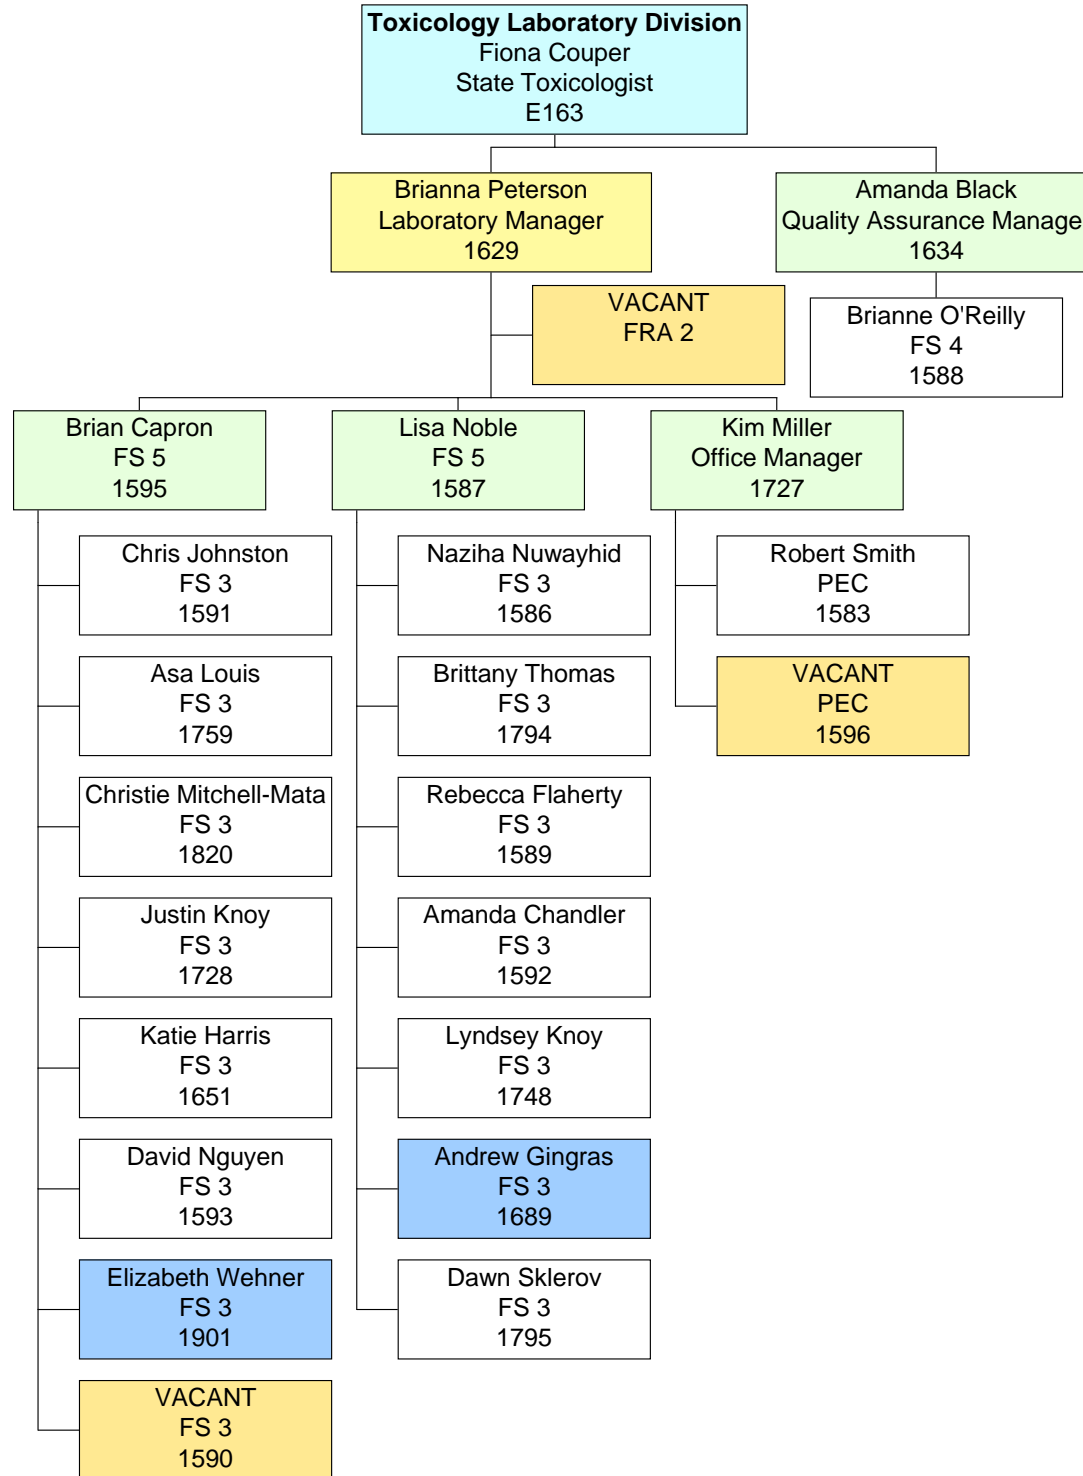 Toxicology Laboratory Division
Fiona Couper
State Toxicologist
E163
Brianna Peterson
Laboratory Manager
1629
Amanda Black
Quality Assurance Manage
1634
VACANT
FRA 2
Brianne O'Reilly
FS 4
1588
Brian Capron
FS 5
1595
Lisa Noble
FS 5
1587
Kim Miller
Office Manager
1727
Chris Johnston
FS 3
1591
Asa Louis
FS 3
1759
Christie Mitchell-Mata
FS 3
1820
Justin Knoy
FS 3
1728
Katie Harris
FS 3
1651
David Nguyen
FS 3
1593
Elizabeth Wehner
FS 3
1901
VACANT
FS 3
1590
Naziha Nuwayhid
FS 3
1586
Brittany Thomas
FS 3
1794
Rebecca Flaherty
FS 3
1589
Amanda Chandler
FS 3
1592
Lyndsey Knoy
FS 3
1748
Andrew Gingras
FS 3
1689
Dawn Sklerov
FS 3
1795
Robert Smith
PEC
1583
VACANT
PEC
1596